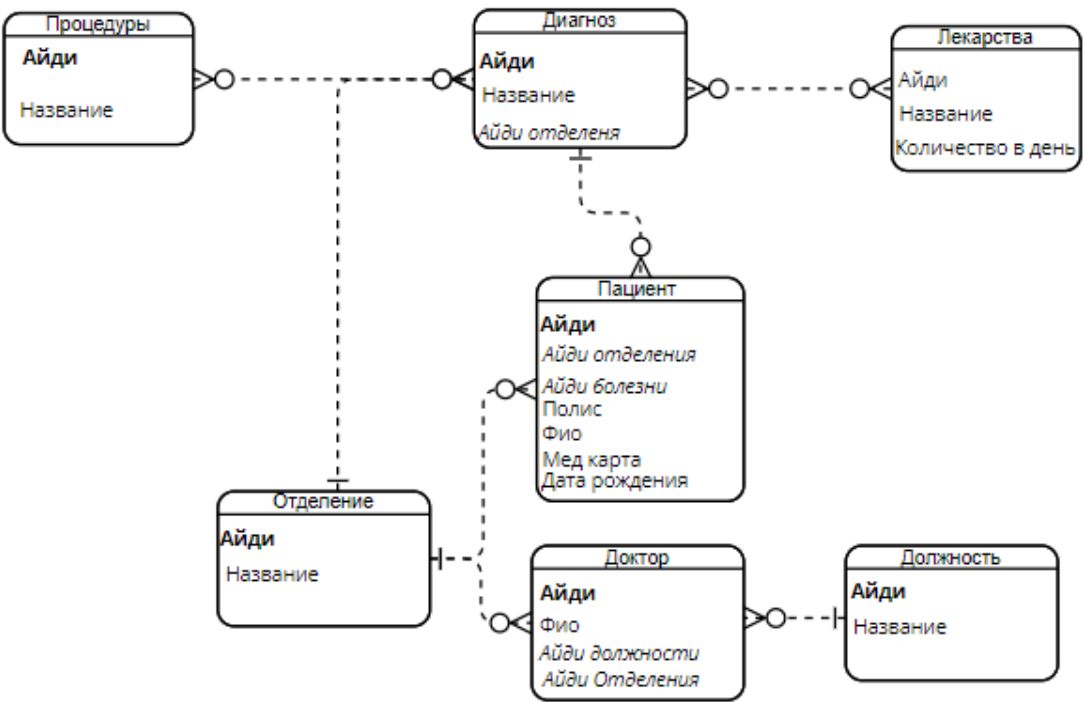 Процедуры
Айди
Название
Диагноз
Айди
Название
Айди отделеня
Лекарства
Айди
Название
Количество в день
Пациент
Айди
Айди отделения
Айди болезни
Полис
Фио
Мед карта
Дата рождения
Отделение
Айди
Название
Доктор
Айди
Фио
Айди должности
Айди Отделения
Должность
Айди
Название